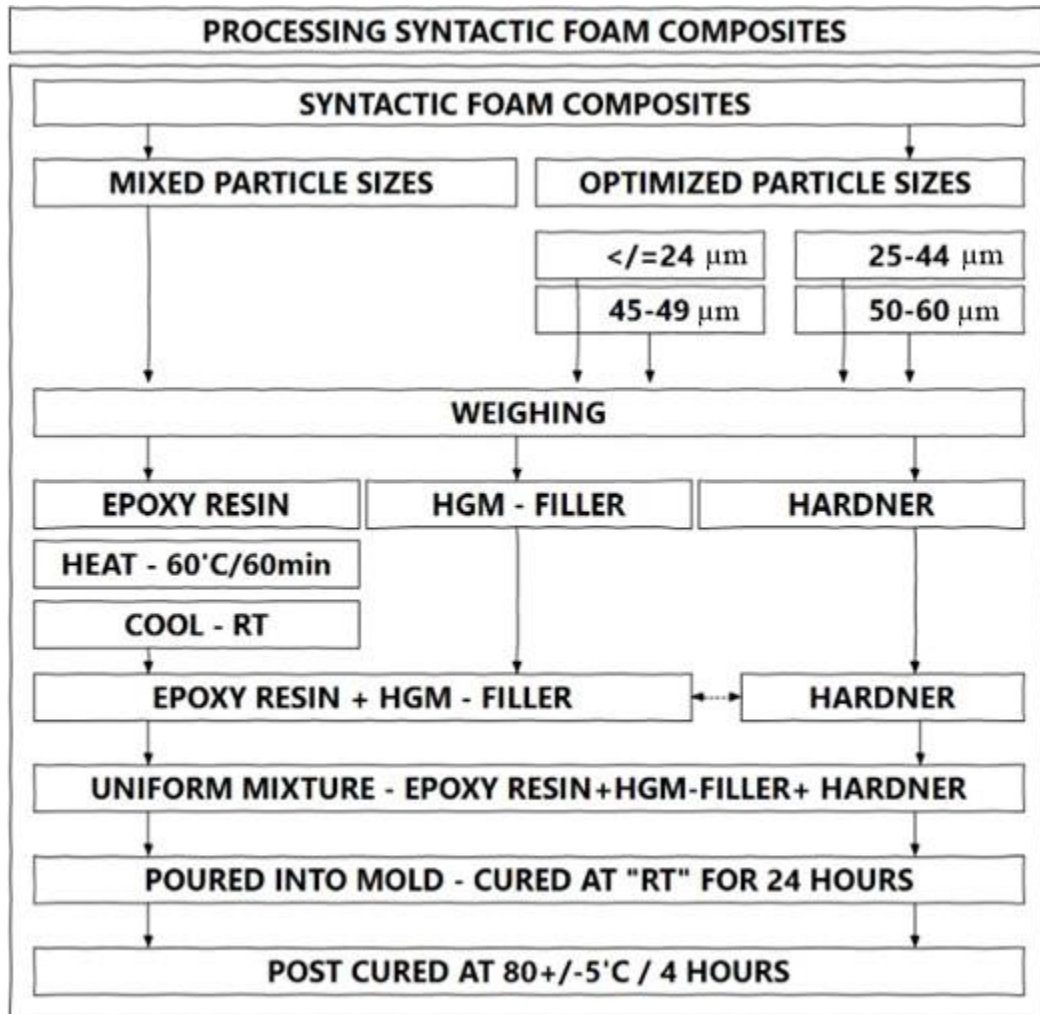 PROCESSING SYNTACTIC FOAM COMPOSITES
SYNTACTIC FOAM COMPOSITES
MIXED PARTICLE SIZES
OPTIMIZED PARTICLE SIZES
</=24 μm
25-44 μm
45-49 μm
50-60 μm
WEIGHING
EPOXY RESIN
HGM - FILLER
HARDNER
HEAT - 60°C/60min
COOL - RT
EPOXY RESIN + HGM - FILLER
HARDNER
UNIFORM MIXTURE - EPOXY RESIN+HGM-FILLER+ HARDNER
POURED INTO MOLD - CURED AT "RT" FOR 24 HOURS
POST CURED AT 80+/-5°C / 4 HOURS